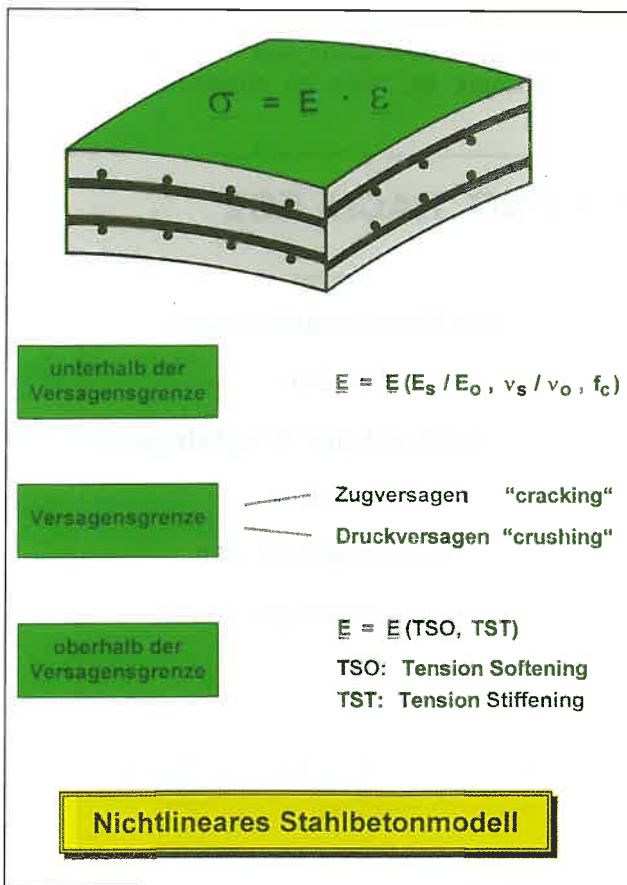 σ = E · ε
unterhalb der
Versagensgrenze
E = E (Es / Eo , νs / νo , fc)
Versagensgrenze
Zugversagen "cracking"
Druckversagen "crushing"
oberhalb der
Versagensgrenze
E = E (TSO, TST)
TSO: Tension Softening
TST: Tension Stiffening
Nichtlineares Stahlbetonmodell